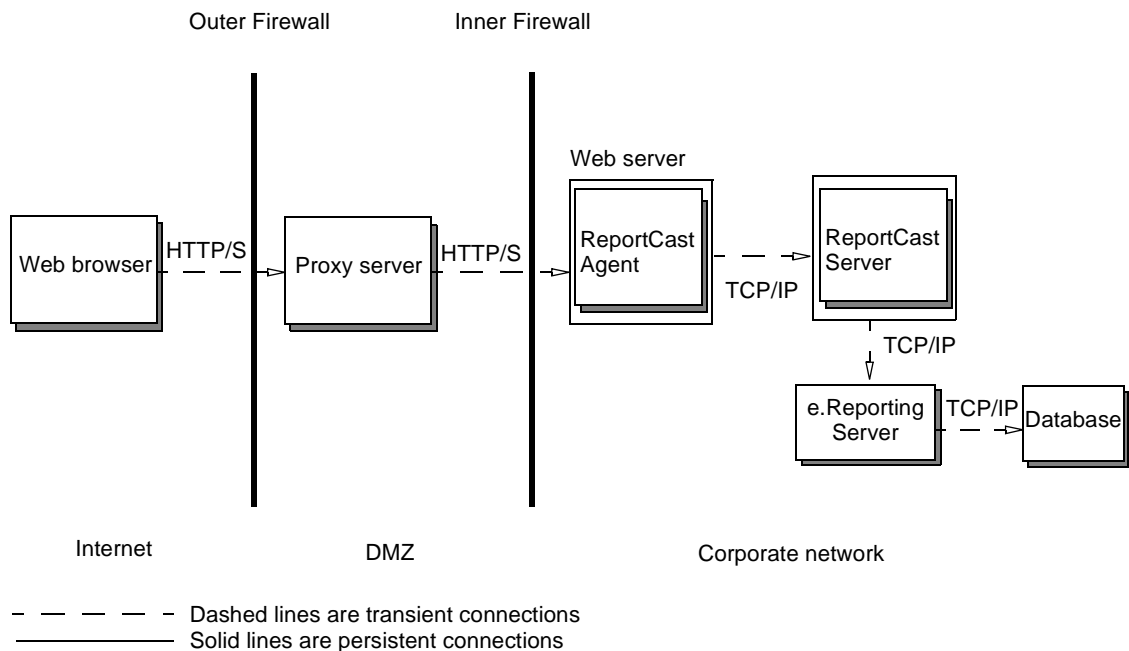 Outer Firewall
Inner Firewall
Web server
Web browser
HTTP/S
Proxy server
HTTP/S
ReportCast
Agent
TCP/IP
ReportCast
Server
TCP/IP
e.Reporting
Server
TCP/IP
Database
Internet
DMZ
Corporate network
Dashed lines are transient connections
Solid lines are persistent connections